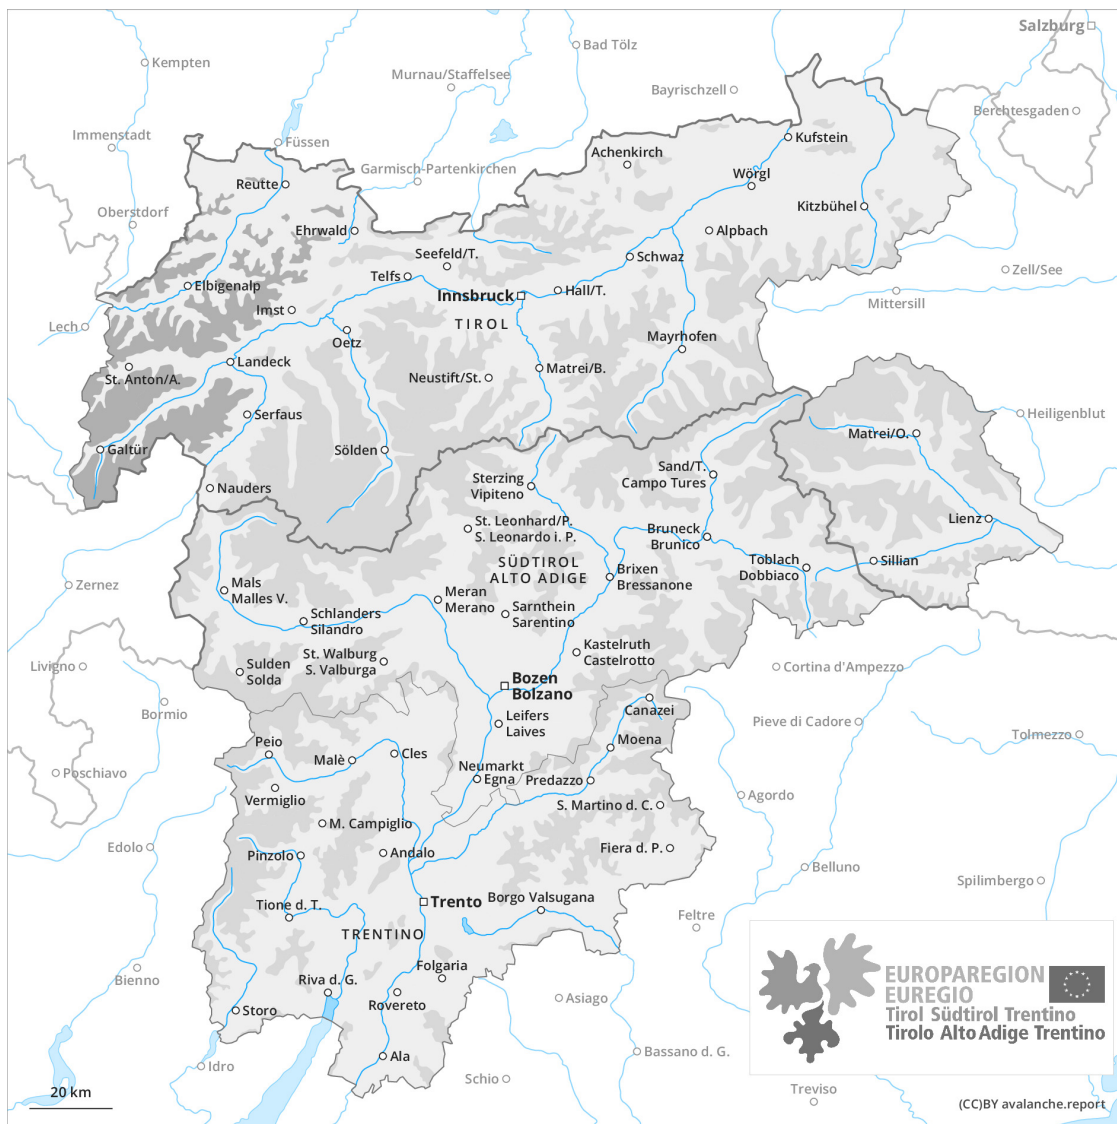 Salzburg
Bad Tölz
Kempten
Murnau/Staffelsee
Bayrischzell
Berchtesgaden
Immenstadt
Füssen
Kufstein
Achenkirch
Garmisch-Partenkirchen
Wörgl
Reutte
Kitzbühel
Oberstdorf
Ehrwald
Alpbach
Seefeld/T.
Schwaz
Telfs
Zell/See
Elbigenalp
Innsbruck
Hall/T.
Mittersill
Imst
Lech
TIROL
Oetz
Mayrhofen
Landeck
Matrei/B.
St. Anton/A.
Neustift/St.
Serfaus
Heiligenblut
Matrei/O.
Galtür
Sölden
Sand/T.
Campo Tures
Sterzing
Vipiteno
Nauders
Lienz
St. Leonhard/P.
S. Leonardo i. P.
Bruneck
Brunico
SÜDTIROL
ALTO ADIGE
Toblach
Dobbiaco
Sillian
Brixen
Bressanone
Zernez
Mals
Malles V.
Meran
Merano
Schlanders
Silandro
Sarnthein
Sarentino
Kastelruth
Castelrotto
St. Walburg
S. Valburga
Livigno
Sulden
Solda
Cortina d'Ampezzo
Bozen
Bolzano
Bormio
Canazei
Leifers
Laives
Pieve di Cadore
Tolmezzo
Moena
Peio
Malè
Cles
Neumarkt
Egna
Predazzo
Poschiavo
Vermiglio
Agordo
S. Martino d. C.
M. Campiglio
Edolo
Pinzolo
Andalo
Fiera d. P.
Belluno
Spilimbergo
Tione d. T.
Trento
Borgo Valsugana
Feltre
TRENTINO
Bienno
Riva d. G.
Folgaria
Rovereto
Asiago
Storo
EUROPAREGION
EUREGIO
Tirol Südtirol Trentino
Tirolo Alto Adige Trentino
Idro
Ala
Bassano d. G.
Schio
Treviso
20 km
(CC)BY avalanche.report